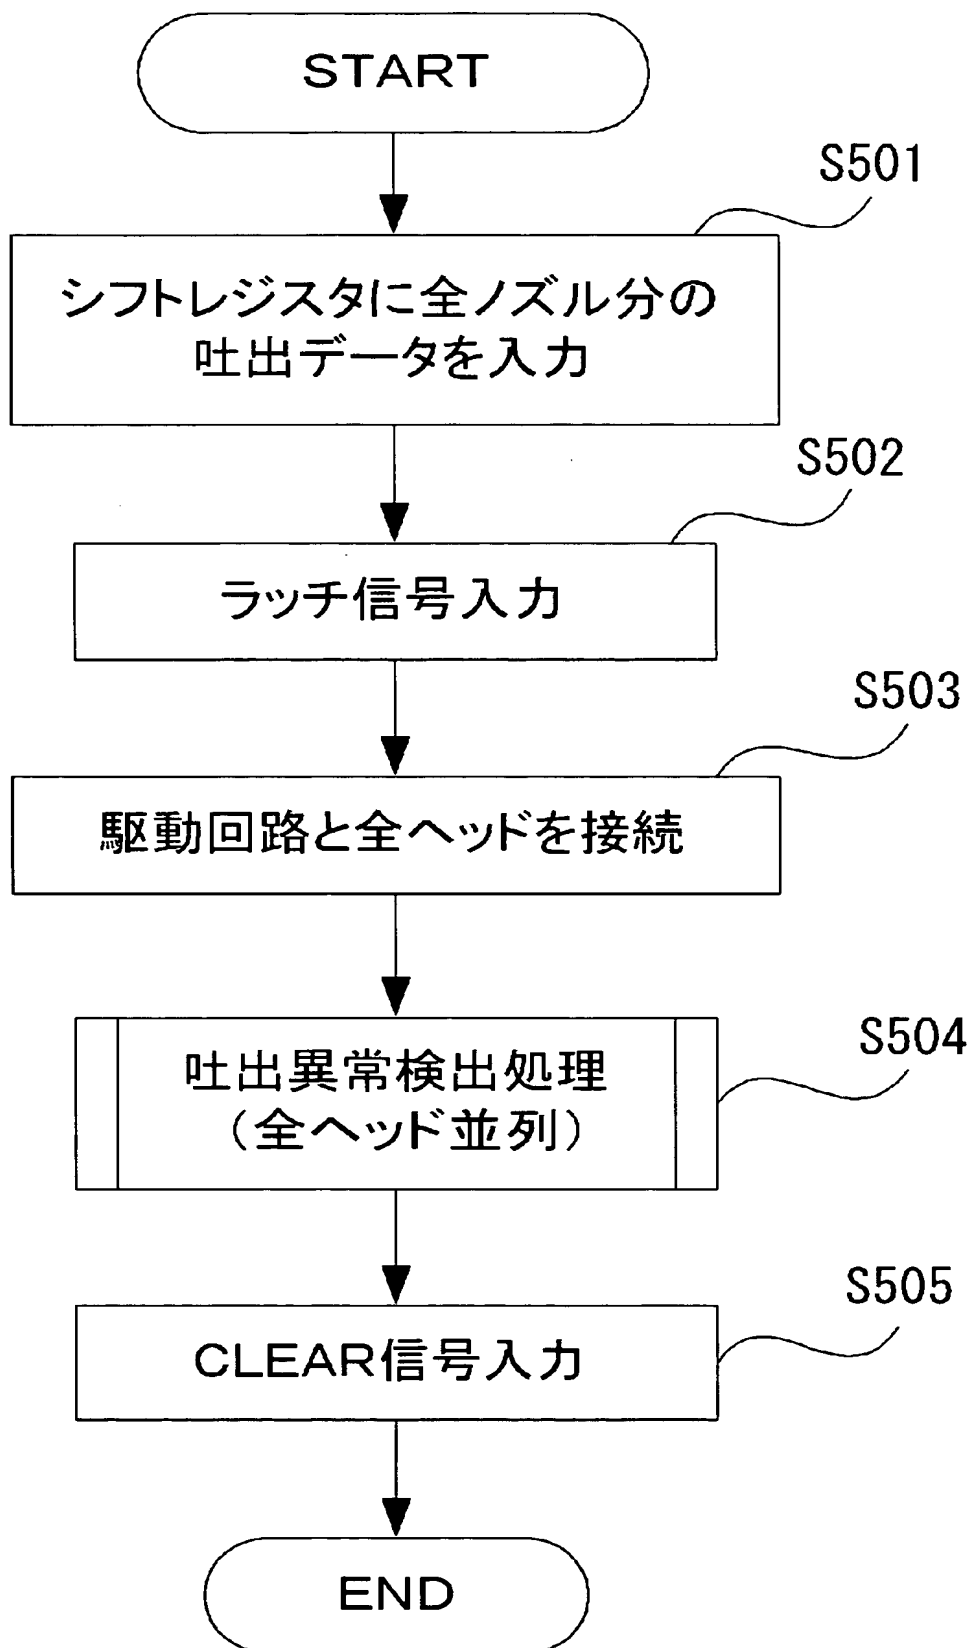 START
S501
シフトレジスタに全ノズル分の
吐出データを入力
S502
ラッチ信号入力
S503
駆動回路と全ヘッドを接続
S504
吐出異常検出処理
（全ヘッド並列）
S505
CLEAR信号入力
END